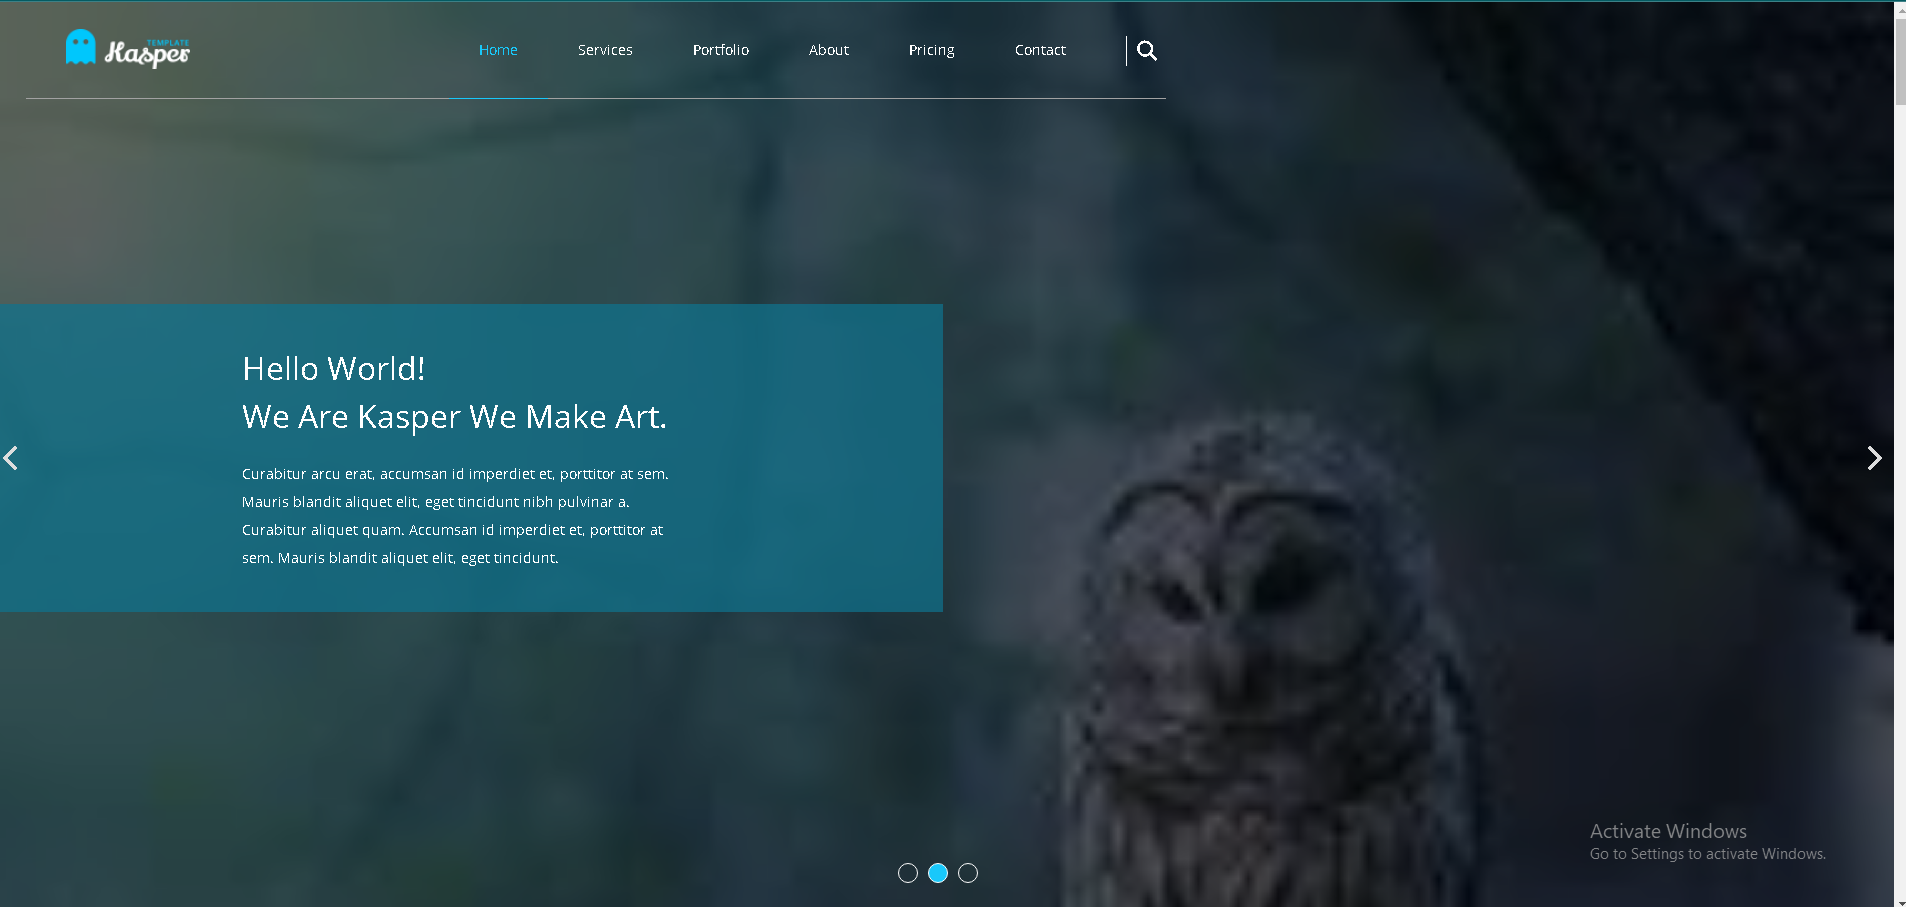 TEMPLATE
Kasper
Home Services Portfolio About Pricing Contact
Hello World!
We Are Kasper We Make Art.
Curabitur arcu erat, accumsan id imperdiet et, porttitor at sem.
Mauris blandit aliquet elit, eget tincidunt nibh pulvinar a.
Curabitur aliquet quam. Accumsan id imperdiet et, porttitor at
sem. Mauris blandit aliquet elit, eget tincidunt.
Activate Windows
Go to Settings to activate Windows.